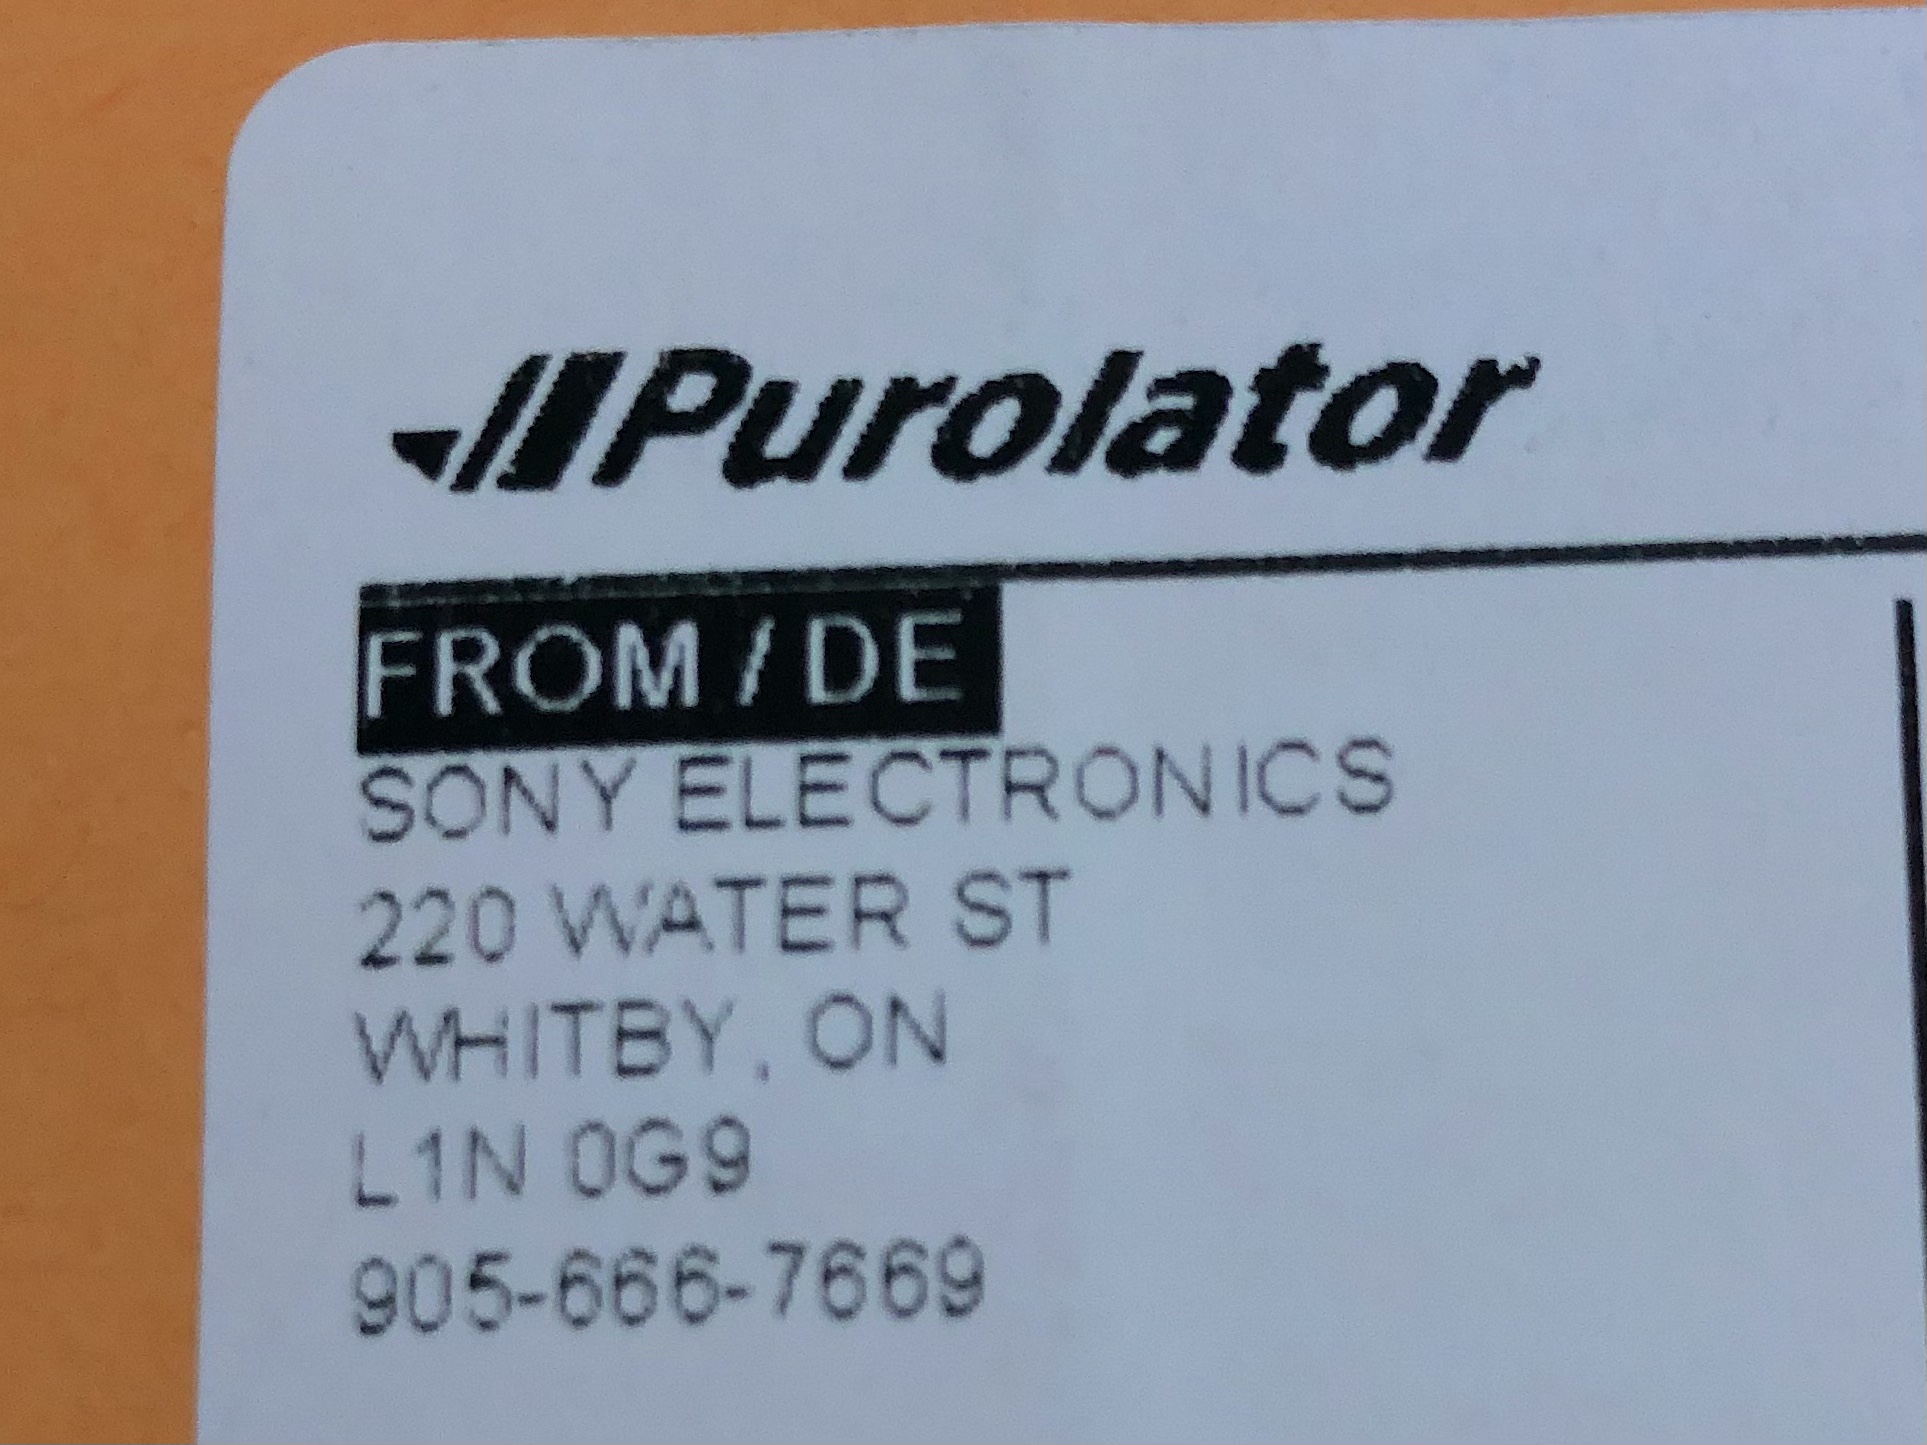 Purolator
FROM / DE
SONY ELECTRONICS
220 WATER ST
WHITBY, ON
L1N 0G9
905-666-7669